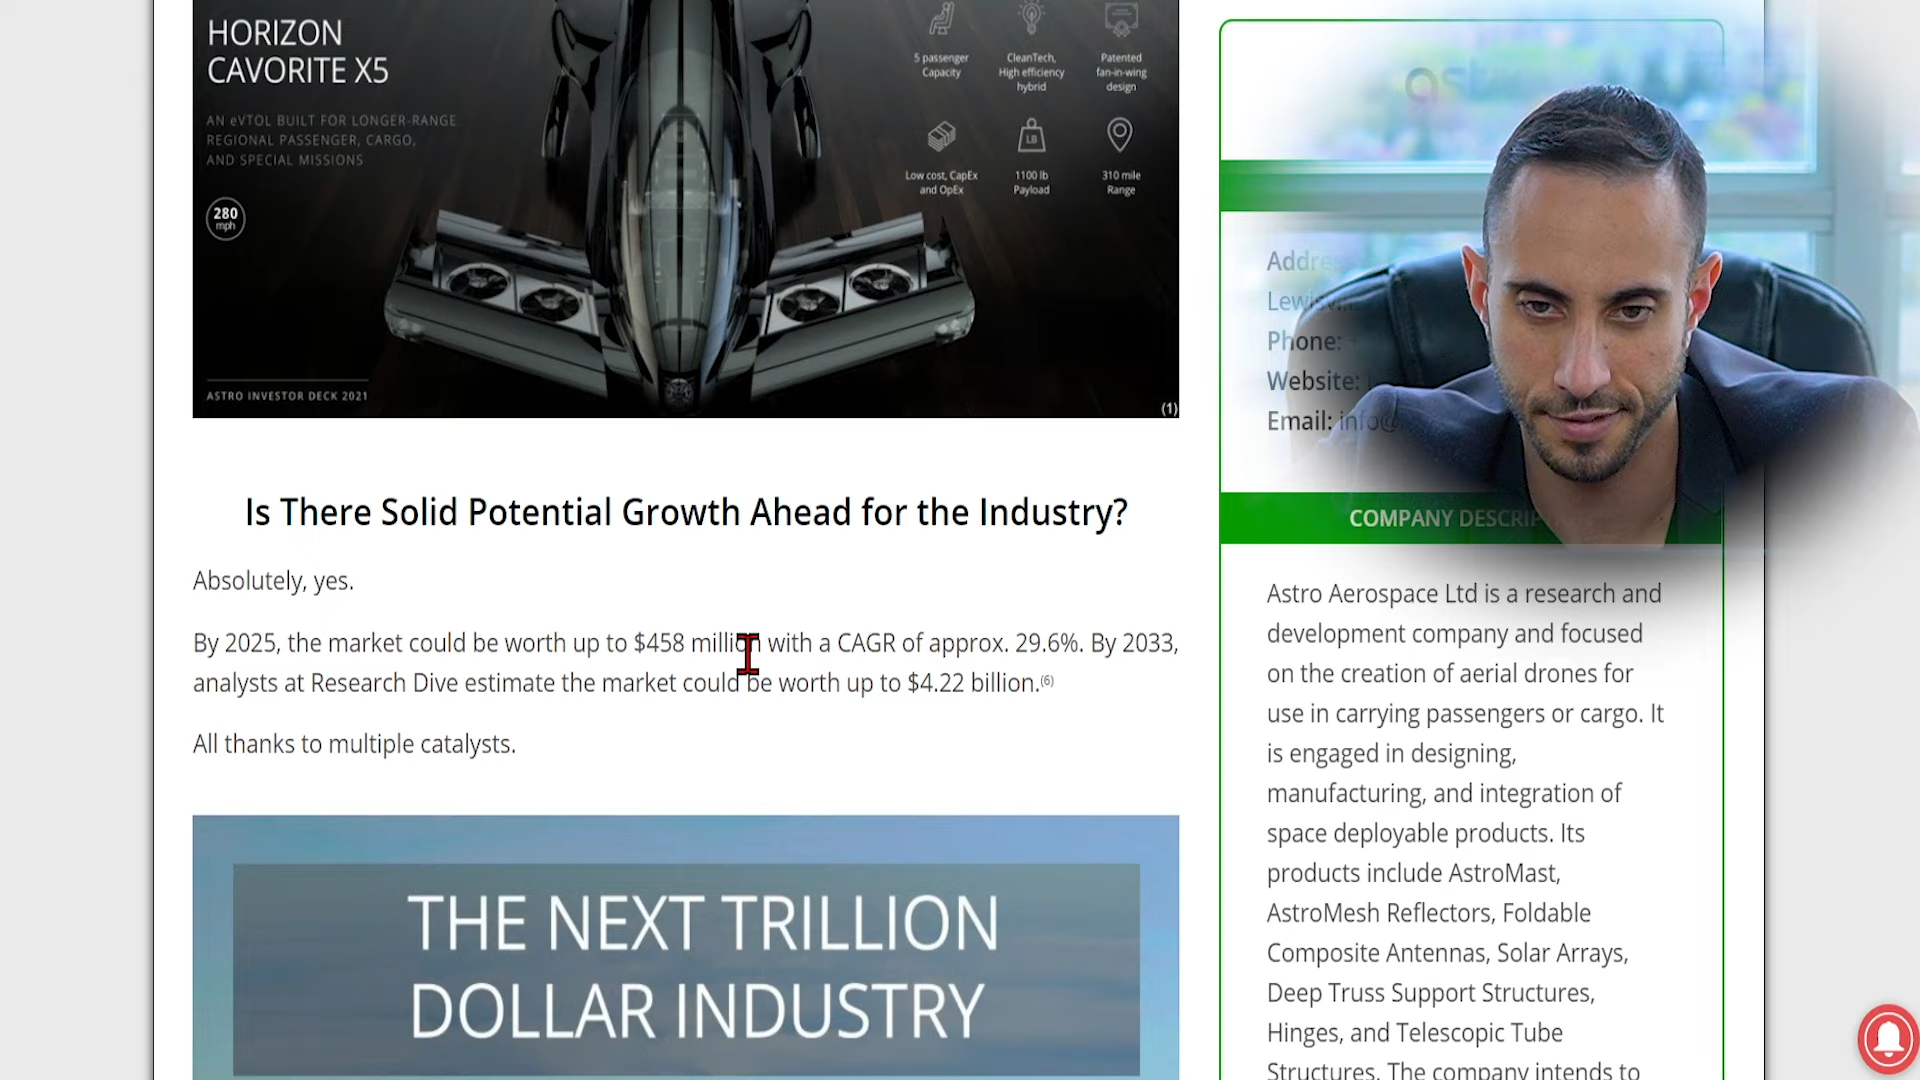 HORIZON
CAVORITE X5
AN eVTOL BUILT FOR LONGER-RANGE
REGIONAL PASSENGER, CARGO,
AND SPECIAL MISSIONS
280
mph
ASTRO INVESTOR DECK 2021
5 passenger
Capacity
CleanTech,
High efficiency
hybrid
Patented
fan-in-wing
design
Low cost, CapEx
and OpEx
LB
1100 lb
Payload
310 mile
Range
(1)
Is There Solid Potential Growth Ahead for the Industry?
Absolutely, yes.
By 2025, the market could be worth up to $458 million with a CAGR of approx. 29.6%. By 2033,
analysts at Research Dive estimate the market could be worth up to $4.22 billion.(6)
All thanks to multiple catalysts.
THE NEXT TRILLION
DOLLAR INDUSTRY
Phone:
Website:
Email: info@
COMPANY
Astro Aerospace Ltd is a research and
development company and focused
on the creation of aerial drones for
use in carrying passengers or cargo. It
is engaged in designing,
manufacturing, and integration of
space deployable products. Its
products include AstroMast,
AstroMesh Reflectors, Foldable
Composite Antennas, Solar Arrays,
Deep Truss Support Structures,
Hinges, and Telescopic Tube
Structures. The company intends to